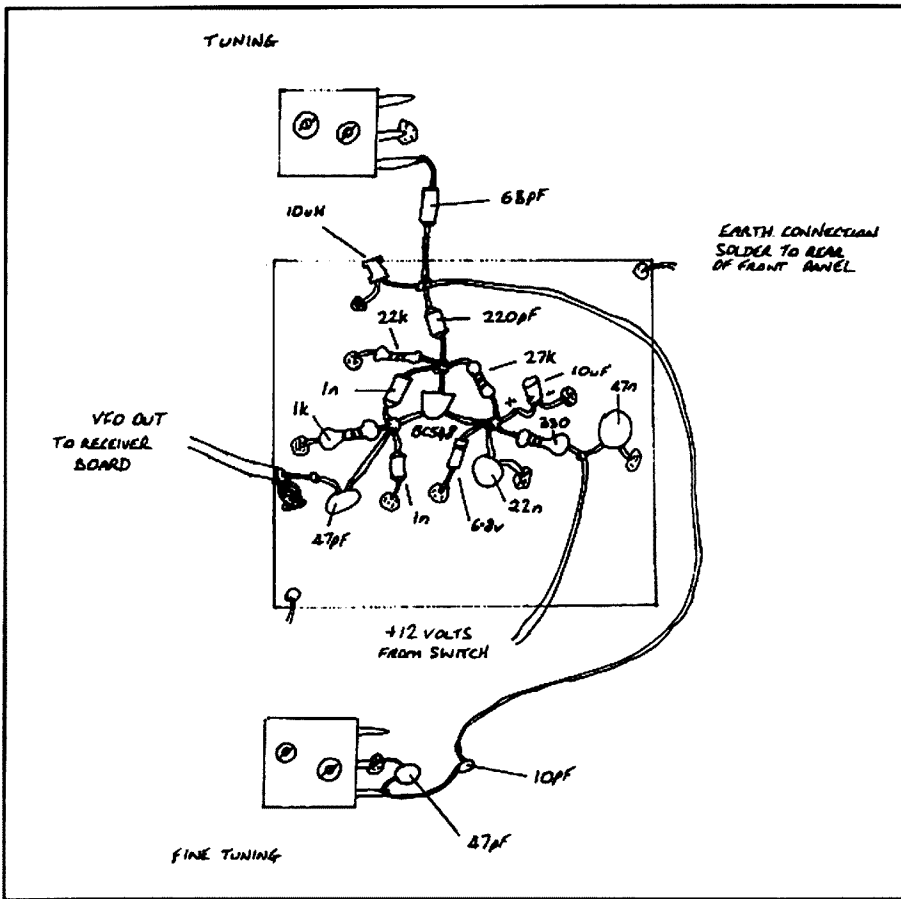 TUNING
68pF
10uH
EARTH CONNECTION
SOLDER TO REAR
OF FRONT PANEL
220pF
22k
27k
10uF
47n
1n
+ -
1k
BC548
330
VFO OUT
TO RECEIVER
BOARD
47pF
1n
6.8v
22n
+12 VOLTS
FROM SWITCH
10pF
47pF
FINE TUNING